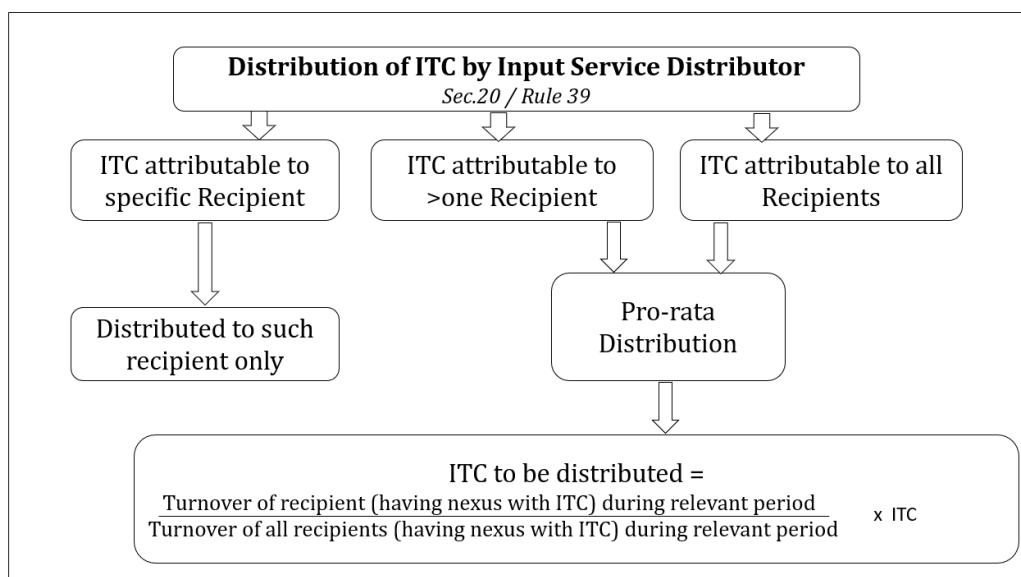 Distribution of ITC by Input Service Distributor
Sec.20 / Rule 39
ITC attributable to
specific Recipient
ITC attributable to
>one Recipient
ITC attributable to all
Recipients
Distributed to such
recipient only
Pro-rata
Distribution
ITC to be distributed =
Turnover of recipient (having nexus with ITC) during relevant period
Turnover of all recipients (having nexus with ITC) during relevant period
x ITC